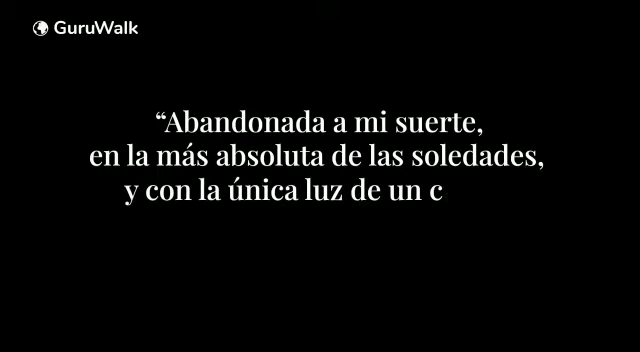 GuruWalk
“Abandonada a mi suerte,
en la más absoluta de las soledades,
y con la única luz de un c